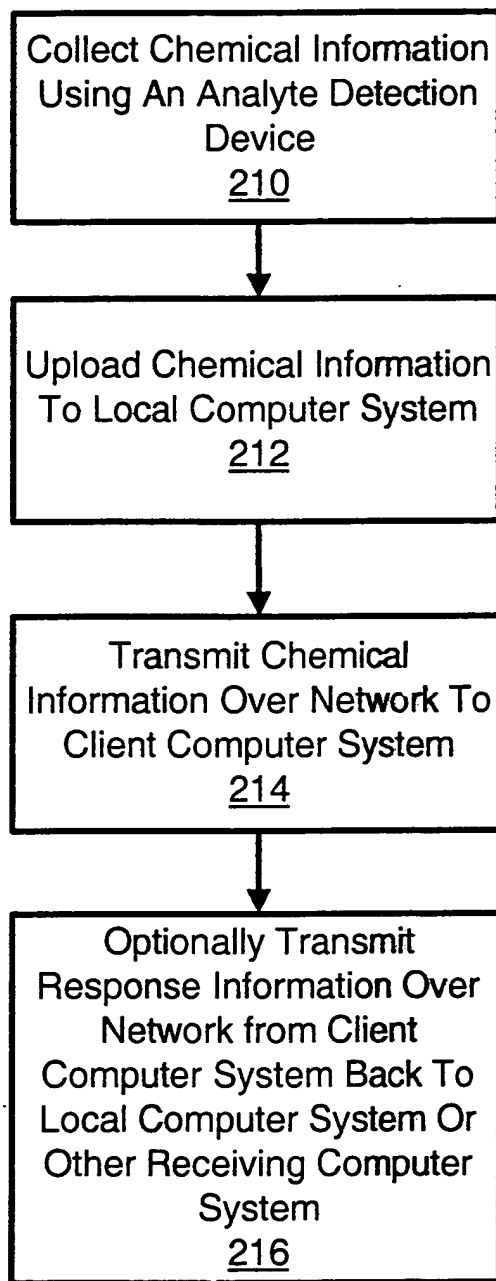 Collect Chemical Information
Using An Analyte Detection
Device
210
Upload Chemical Information
To Local Computer System
212
Transmit Chemical
Information Over Network To
Client Computer System
214
Optionally Transmit
Response Information Over
Network from Client
Computer System Back To
Local Computer System Or
Other Receiving Computer
System
216